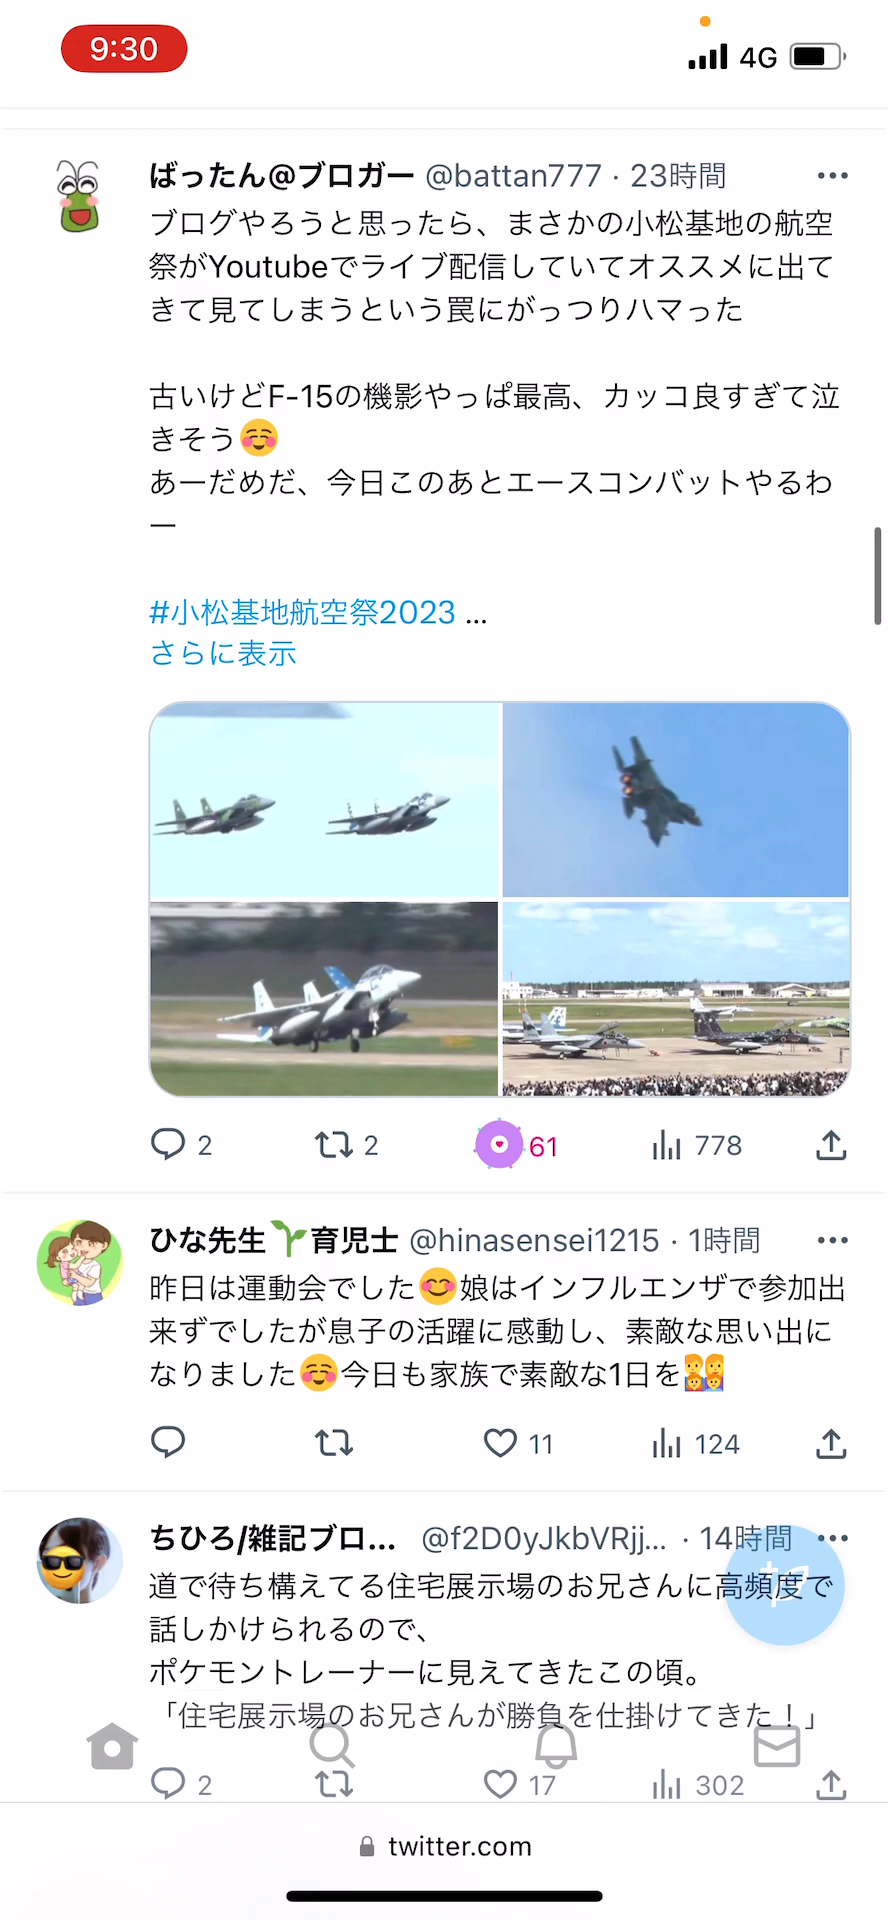 9:30
4G
ばったん@ブロガー @battan777 · 23時間
ブログやろうと思ったら、まさかの小松基地の航空
祭がYoutubeでライブ配信していてオススメに出て
きて見てしまうという罠にがっつりハマった
古いけどF-15の機影やっぱ最高、カッコ良すぎて泣
きそう☺️
あーだめだ、今日このあとエースコンバットやるわ
ー
#小松基地航空祭2023 ...
さらに表示
2 2 61 778
ひな先生🌱育児士 @hinasensei1215 · 1時間
昨日は運動会でした😊娘はインフルエンザで参加出
来ずでしたが息子の活躍に感動し、素敵な思い出に
なりました☺️今日も家族で素敵な1日を👨‍👩‍👧‍👦
11 124
ちひろ/雑記ブロ... @f2D0yJkbVRjj... · 14時間
道で待ち構えてる住宅展示場のお兄さんに高頻度で
話しかけられるので、
ポケモントレーナーに見えてきたこの頃。
「住宅展示場のお兄さんが勝負を仕掛けてきた！」
2 17 302
twitter.com